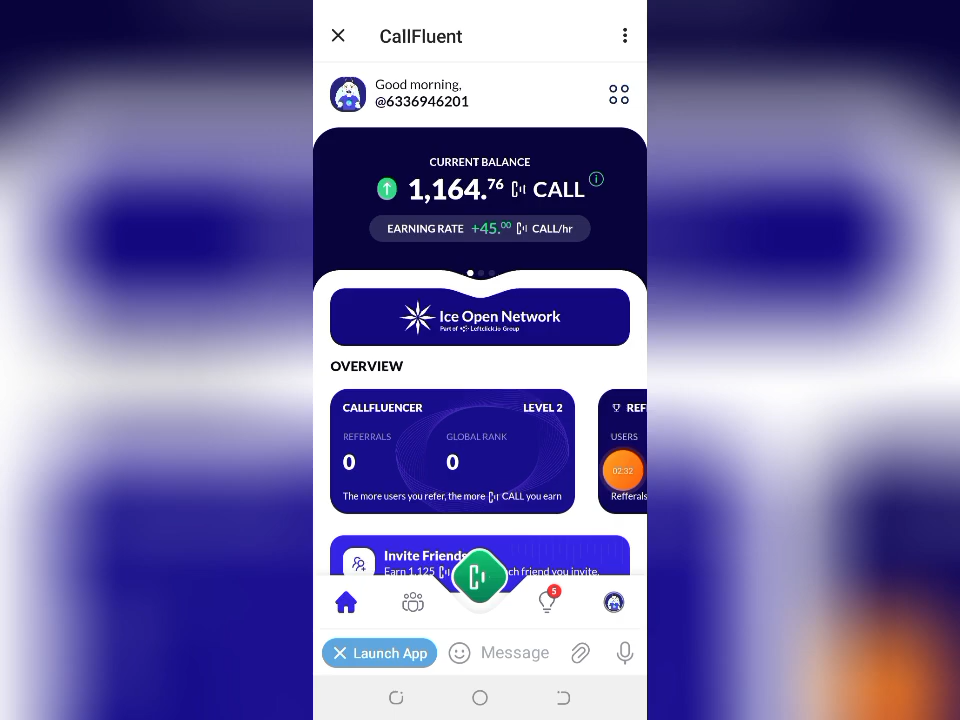 CallFluent
Good morning,
@6336946201
CURRENT BALANCE
1,164.76 CALL
EARNING RATE +45.00 CALL/hr
Ice Open Network
Part of Leftclick.io Group
OVERVIEW
CALLFLUENCER LEVEL 2
REFERRALS GLOBAL RANK
0 0
The more users you refer, the more CALL you earn
REF
USERS
02:32
Refferals
Invite Friends
Earn 1,125 ch friend you invite.
5
Launch App Message